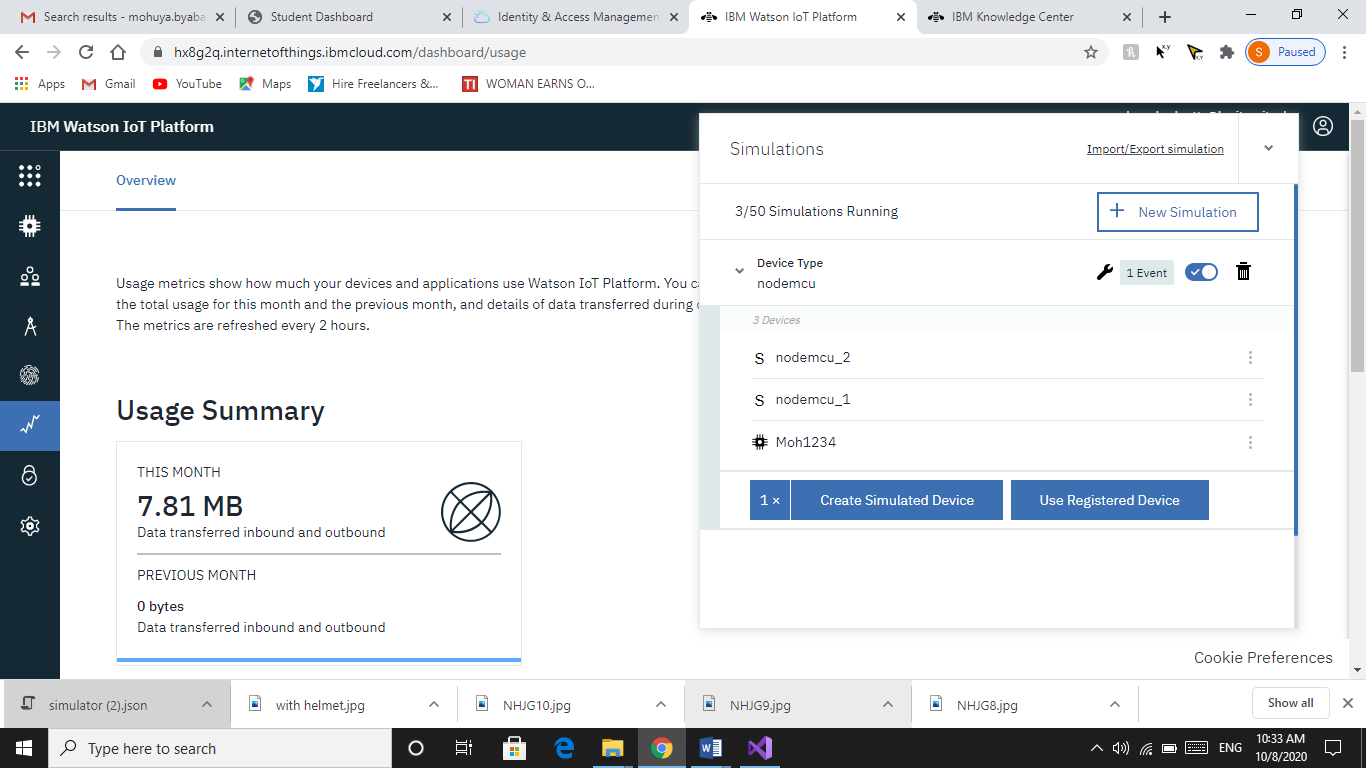 Search results - mohuya.byaba
Student Dashboard
Identity & Access Management
IBM Watson IoT Platform
IBM Knowledge Center
hx8g2q.internetofthings.ibmcloud.com/dashboard/usage
S Paused
Apps Gmail YouTube Maps Hire Freelancers &... TI WOMAN EARNS O...
IBM Watson IoT Platform
Overview
Usage metrics show how much your devices and applications use Watson IoT Platform. You ca
the total usage for this month and the previous month, and details of data transferred during
The metrics are refreshed every 2 hours.
Usage Summary
THIS MONTH
7.81 MB
Data transferred inbound and outbound
PREVIOUS MONTH
0 bytes
Data transferred inbound and outbound
Simulations
Import/Export simulation
3/50 Simulations Running
+ New Simulation
Device Type
nodemcu
1 Event
3 Devices
S nodemcu_2
S nodemcu_1
Moh1234
1 ×
Create Simulated Device
Use Registered Device
Cookie Preferences
simulator (2).json
with helmet.jpg
NHJG10.jpg
NHJG9.jpg
NHJG8.jpg
Show all
Type here to search
ENG
10:33 AM
10/8/2020